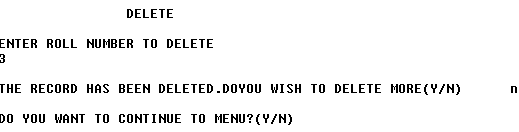 DELETE
ENTER ROLL NUMBER TO DELETE
3
THE RECORD HAS BEEN DELETED.DOYOU WISH TO DELETE MORE(Y/N) n
DO YOU WANT TO CONTINUE TO MENU?(Y/N)